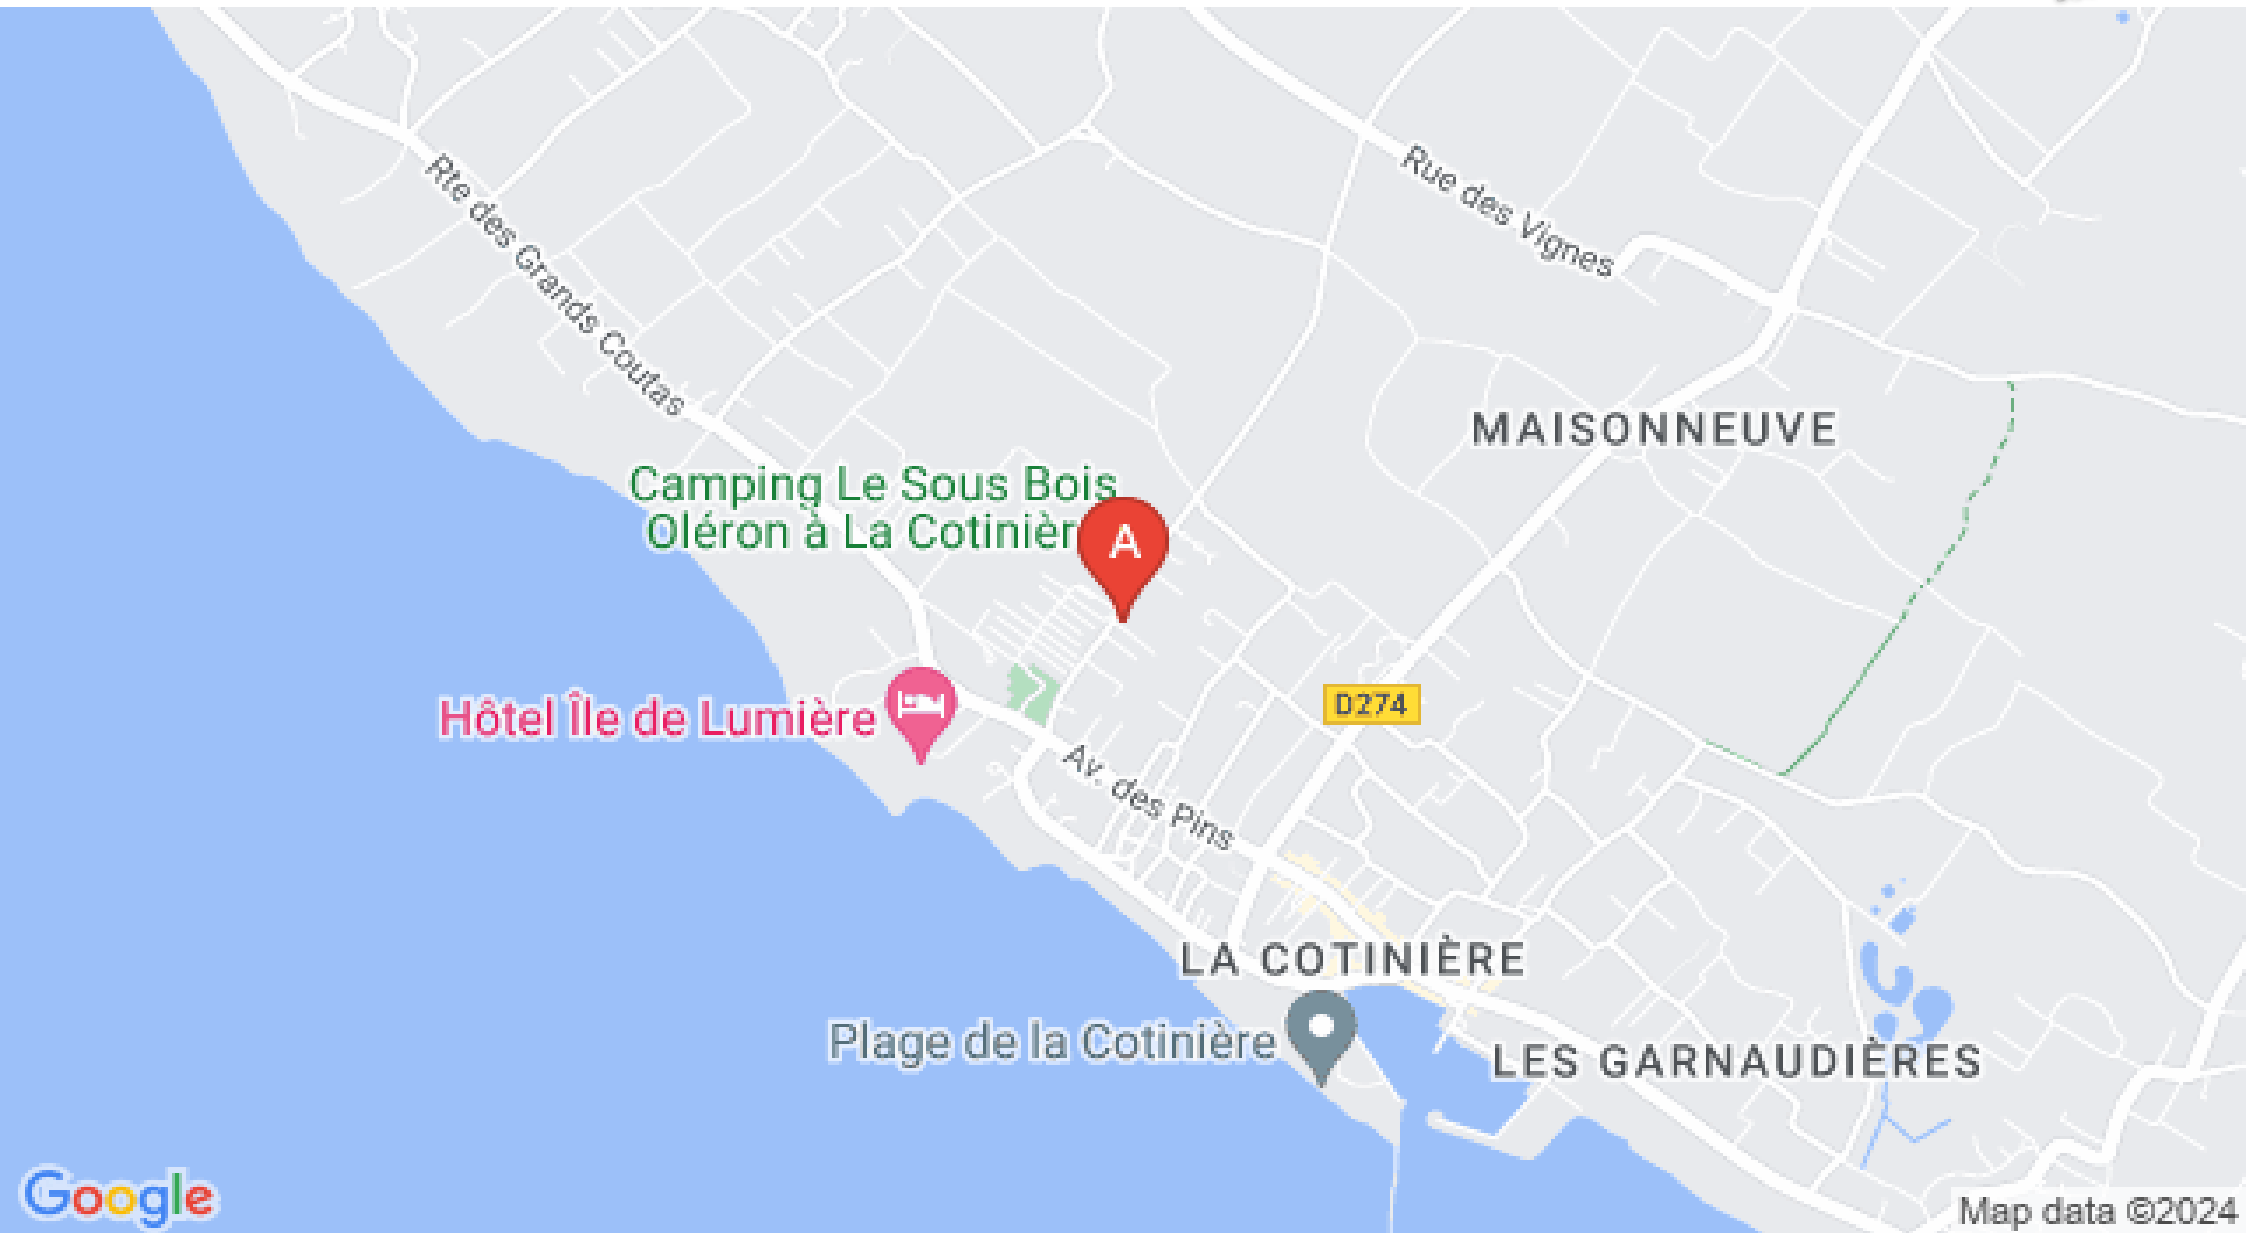 Rte des Grands Coutas
Rue des Vignes
MAISONNEUVE
Camping Le Sous Bois
Oléron à La Cotinièr
A
D274
Hôtel Île de Lumière
Av. des Pins
LA COTINIÈRE
Plage de la Cotinière
LES GARNAUDIÈRES
Google
Map data ©2024